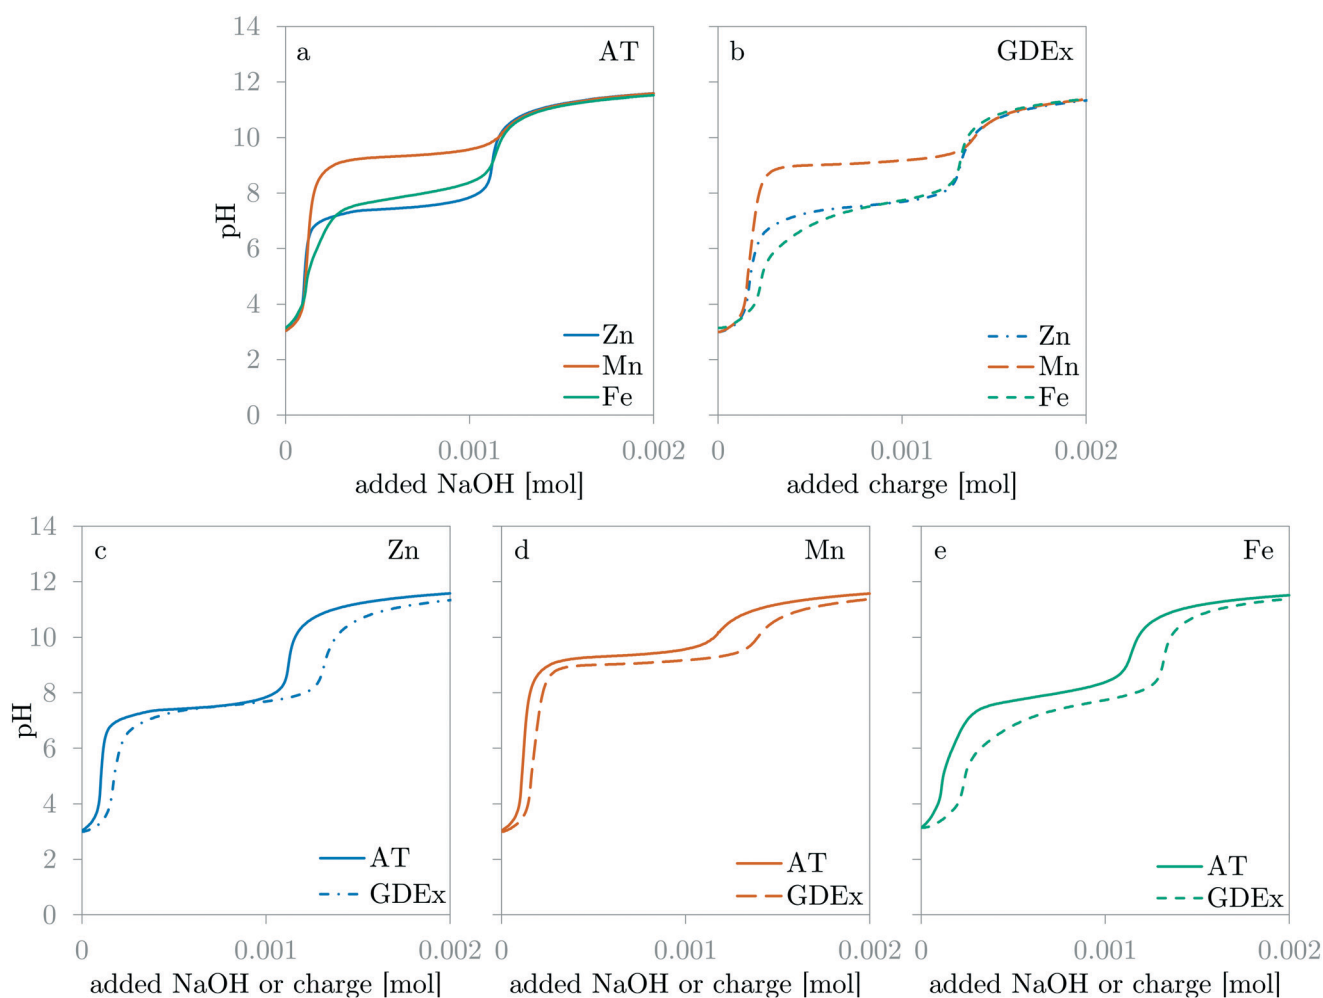 14
12
10
8
6
4
2
0
pH
a
AT
Zn
Mn
Fe
0
0.001
0.002
added NaOH [mol]
b
GDEx
Zn
Mn
Fe
0
0.001
0.002
added charge [mol]
14
12
10
8
6
4
2
0
pH
c
Zn
AT
GDEx
0
0.001
0.002
added NaOH or charge [mol]
d
Mn
AT
GDEx
0
0.001
0.002
added NaOH or charge [mol]
e
Fe
AT
GDEx
0
0.001
0.002
added NaOH or charge [mol]